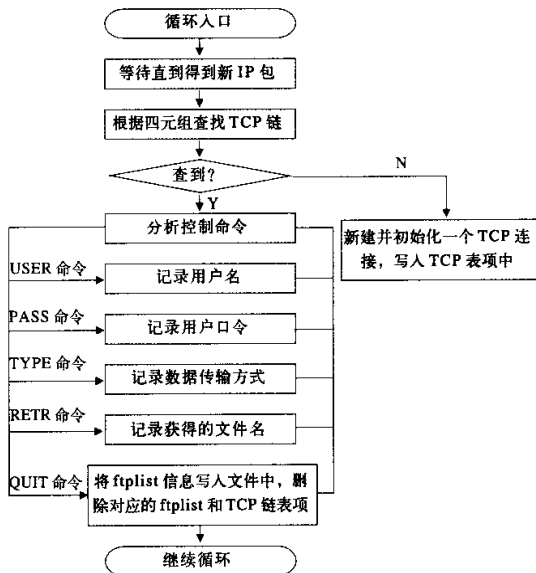 循环入口
等待直到得到新 IP 包
根据四元组查找 TCP 链
查到?
N
Y
分析控制命令
新建并初始化一个 TCP 连
接，写入 TCP 表项中
USER 命令
记录用户名
PASS 命令
记录用户口令
TYPE 命令
记录数据传输方式
RETR 命令
记录获得的文件名
QUIT 命令
将 ftplist 信息写入文件中，删
除对应的 ftplist 和 TCP 链表项
继续循环